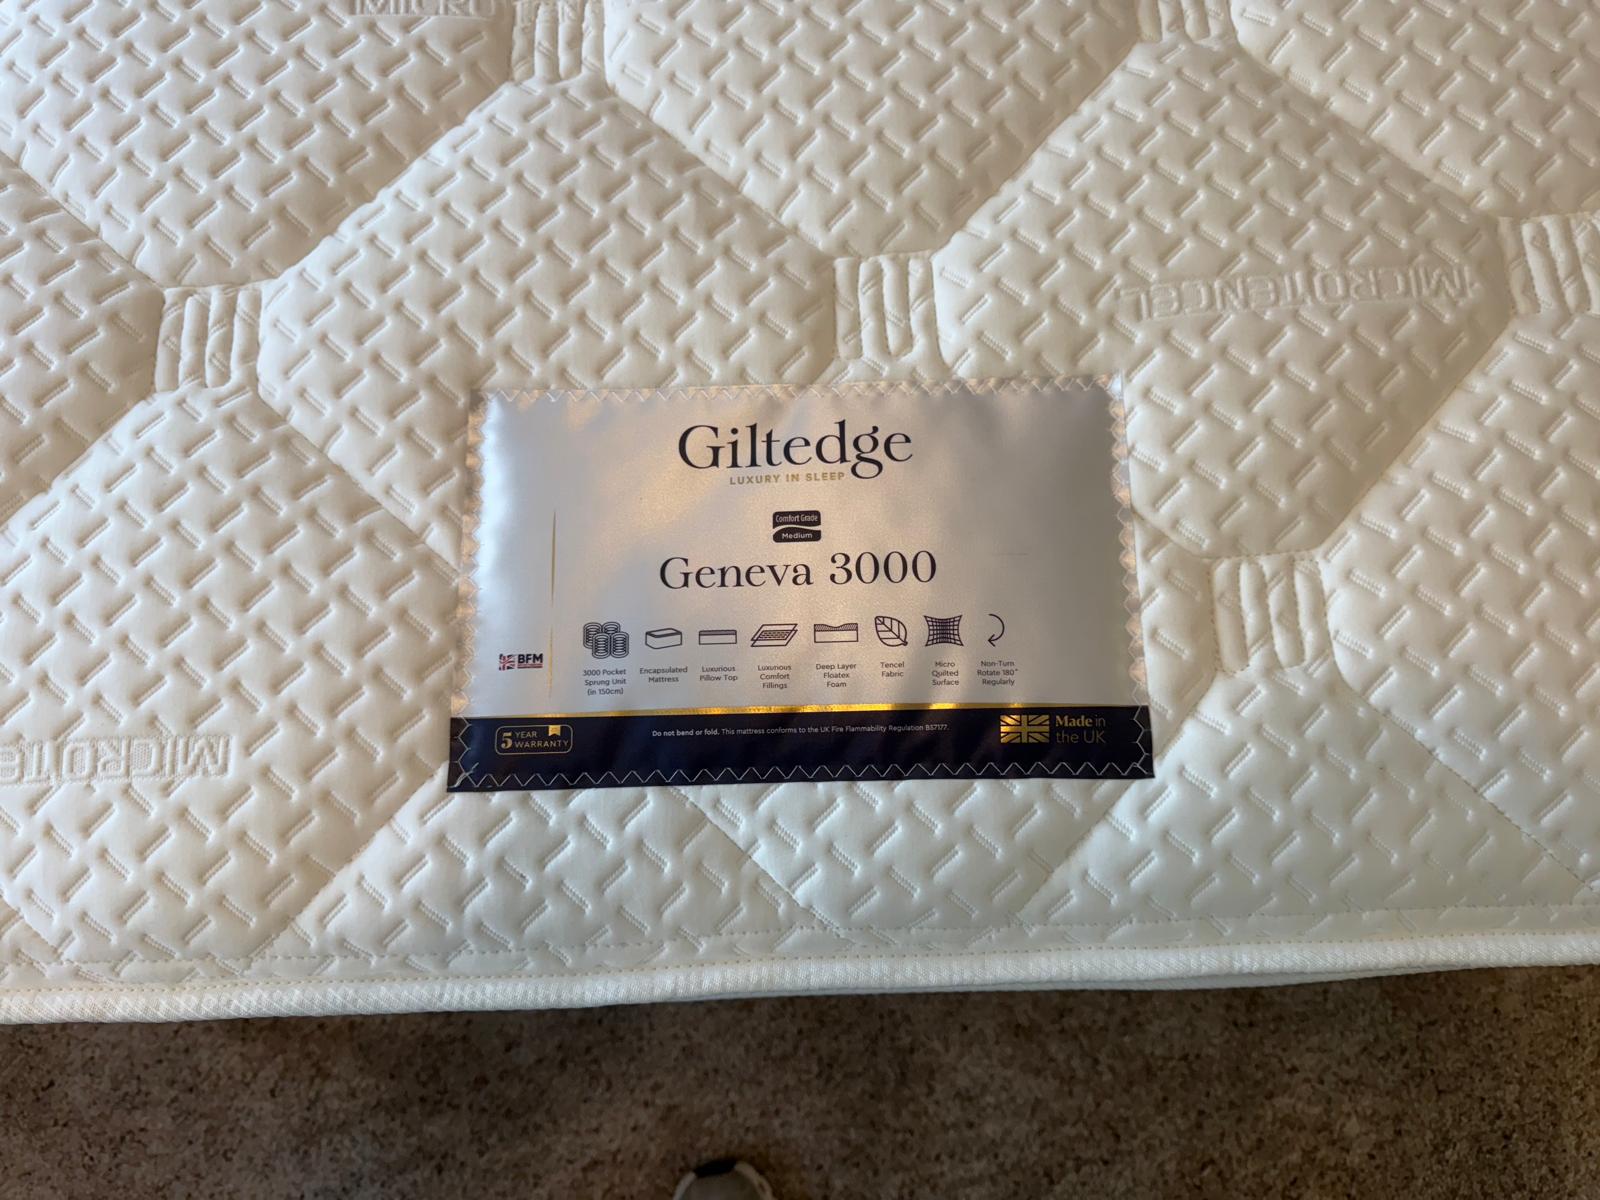 MICROTENCEL
Giltedge
LUXURY IN SLEEP
Comfort Grade
Medium
Geneva 3000
BFM
3000 Pocket
Sprung Unit
(in 150cm)
Encapsulated
Mattress
Luxurious
Pillow Top
Luxurious
Comfort
Fillings
Deep Layer
Floatex
Foam
Tencel
Fabric
Micro
Quilted
Surface
Non-Turn
Rotate 180°
Regularly
5 YEAR
WARRANTY
Do not bend or fold. This mattress conforms to the UK Fire Flammability Regulation BS7177.
Made in
the UK